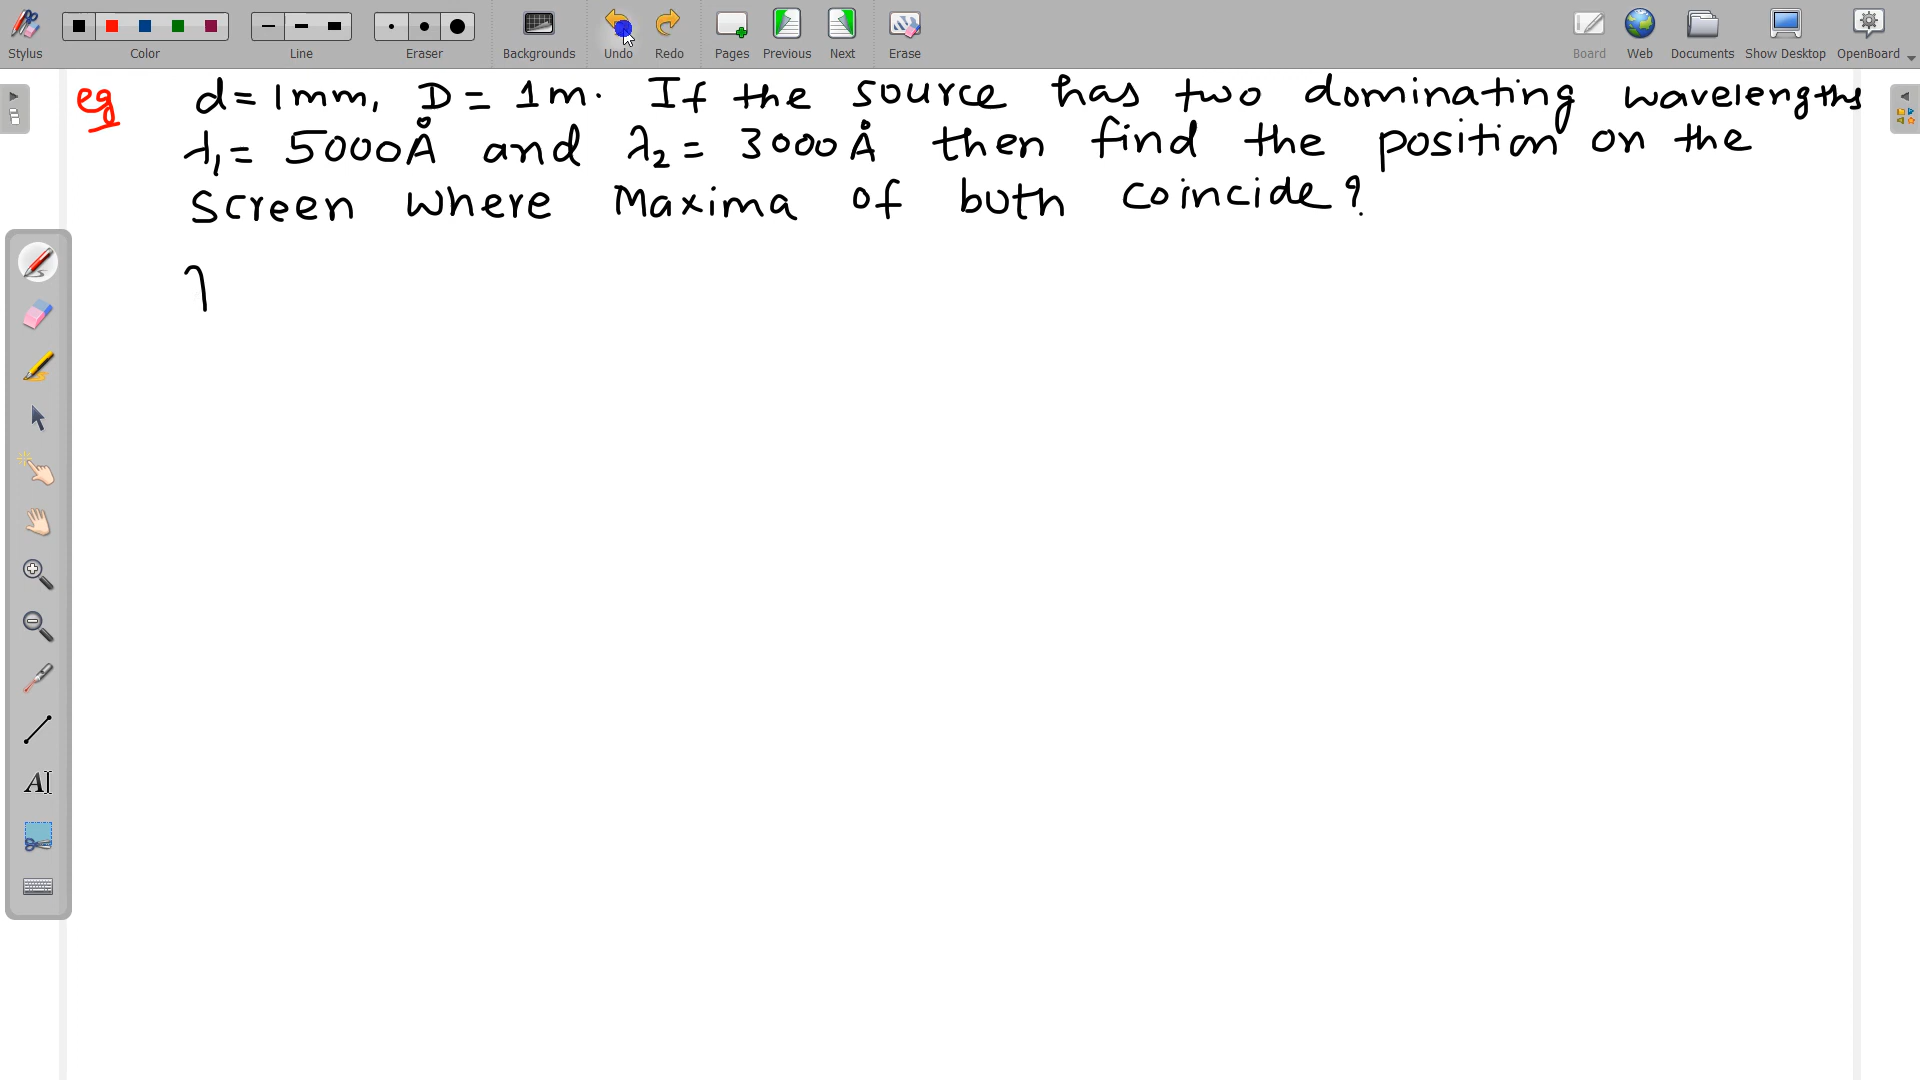 Stylus Color Line Eraser Backgrounds Undo Redo Pages Previous Next Erase Board Web Documents Show Desktop OpenBoard
eg d = 1mm, D = 1m. If the source has two dominating wavelengths
λ₁ = 5000Å and λ₂ = 3000Å then find the position on the
screen where Maxima of both coincide?